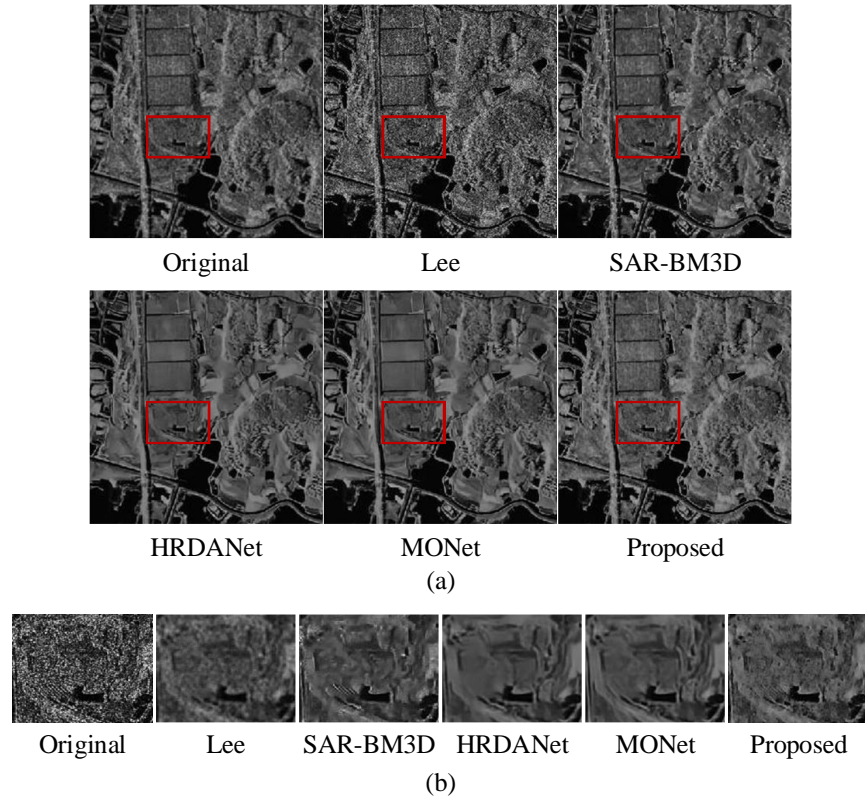 Original Lee SAR-BM3D
HRDANet MONet Proposed
(a)
Original Lee SAR-BM3D HRDANet MONet Proposed
(b)